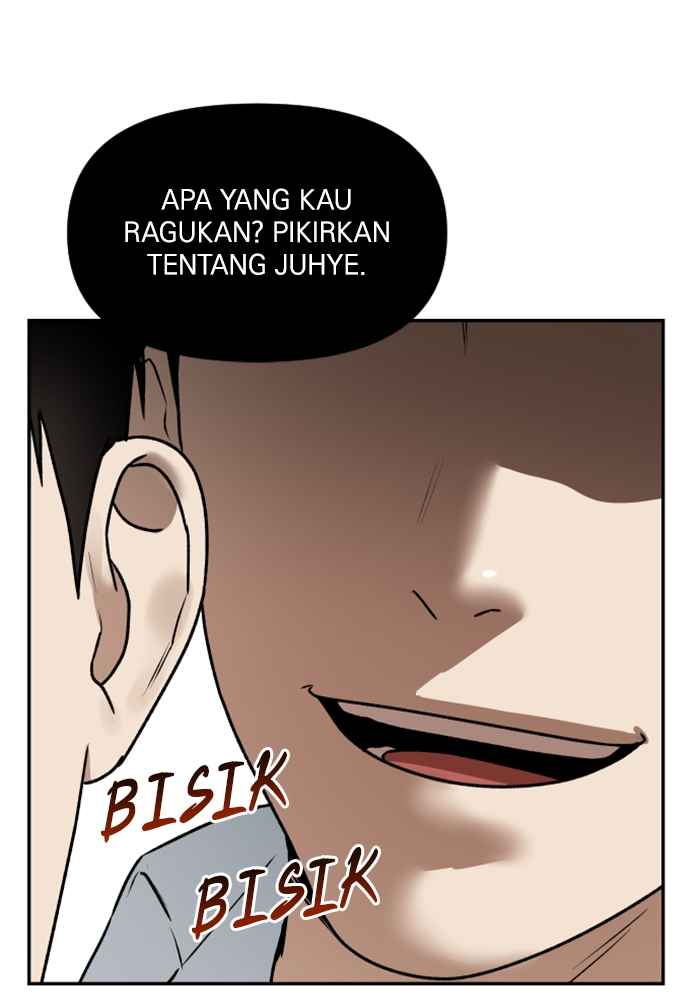 APA YANG KAU
RAGUKAN? PIKIRKAN
TENTANG JUHYE.
BISIK
BISIK